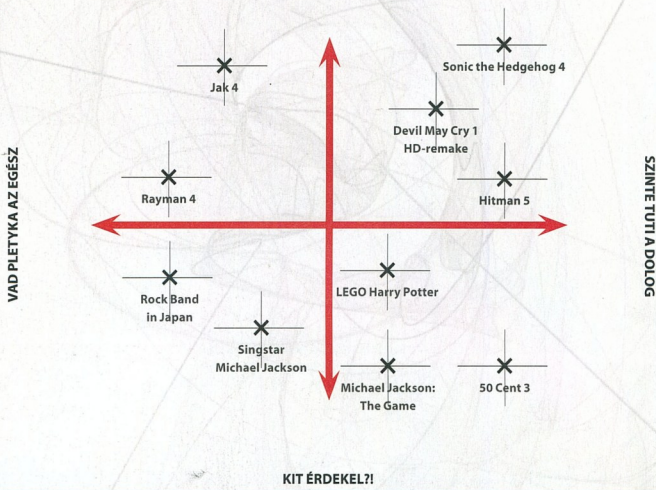 Sonic the Hedgehog 4
Jak 4
Devil May Cry 1
HD-remake
VAD PLETYKA AZ EGÉSZ
SZINTE TUTI A DOLOG
Rayman 4
Hitman 5
LEGO Harry Potter
Rock Band
in Japan
Singstar
Michael Jackson
Michael Jackson:
The Game
50 Cent 3
KIT ÉRDEKEL?!